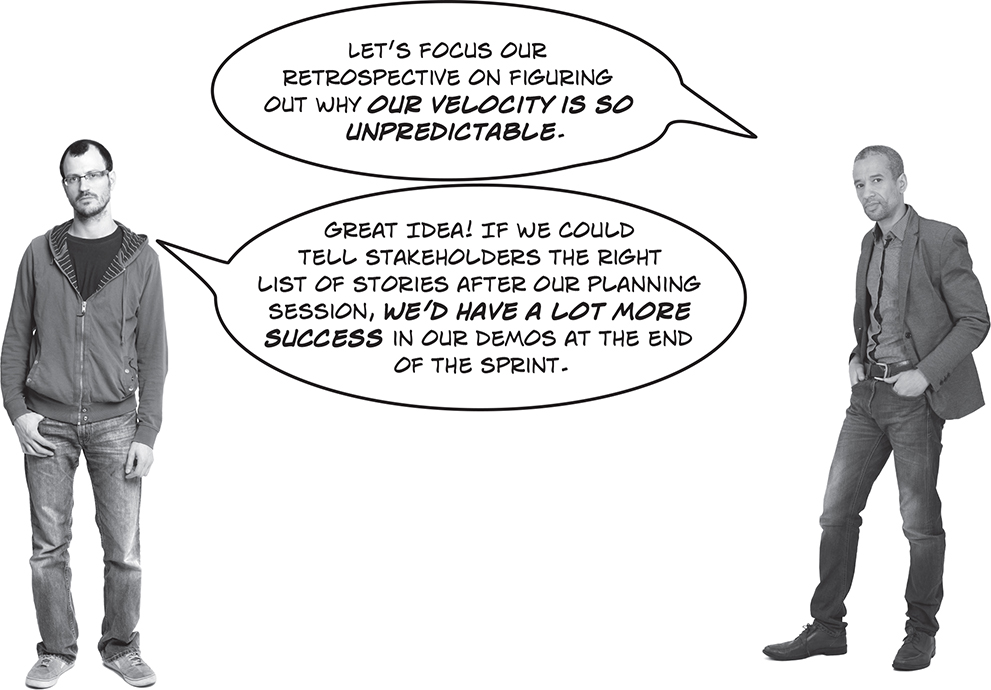 LET'S FOCUS OUR
RETROSPECTIVE ON FIGURING
OUT WHY OUR VELOCITY IS SO
UNPREDICTABLE.
GREAT IDEA! IF WE COULD
TELL STAKEHOLDERS THE RIGHT
LIST OF STORIES AFTER OUR PLANNING
SESSION, WE'D HAVE A LOT MORE
SUCCESS IN OUR DEMOS AT THE END
OF THE SPRINT.